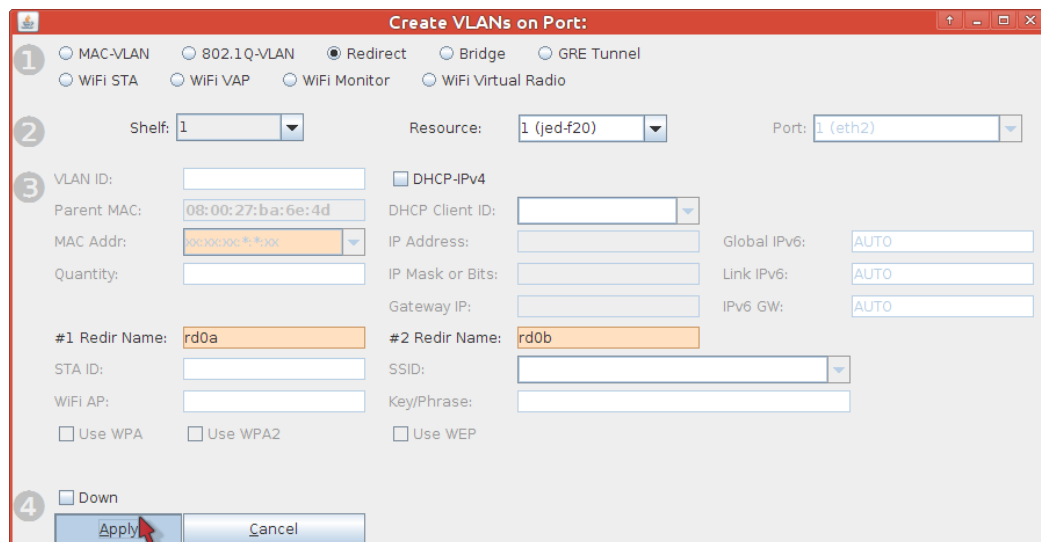 Create VLANs on Port:
1 MAC-VLAN 802.1Q-VLAN Redirect Bridge GRE Tunnel
WiFi STA WiFi VAP WiFi Monitor WiFi Virtual Radio
2 Shelf: 1 Resource: 1 (jed-f20) Port: 1 (eth2)
3 VLAN ID: DHCP-IPv4
Parent MAC: 08:00:27:ba:6e:4d DHCP Client ID:
MAC Addr: xx:xx:xx:*:*:xx IP Address: Global IPv6: AUTO
Quantity: IP Mask or Bits: Link IPv6: AUTO
Gateway IP: IPv6 GW: AUTO
#1 Redir Name: rd0a #2 Redir Name: rd0b
STA ID: SSID:
WiFi AP: Key/Phrase:
Use WPA Use WPA2 Use WEP
4 Down
Apply Cancel